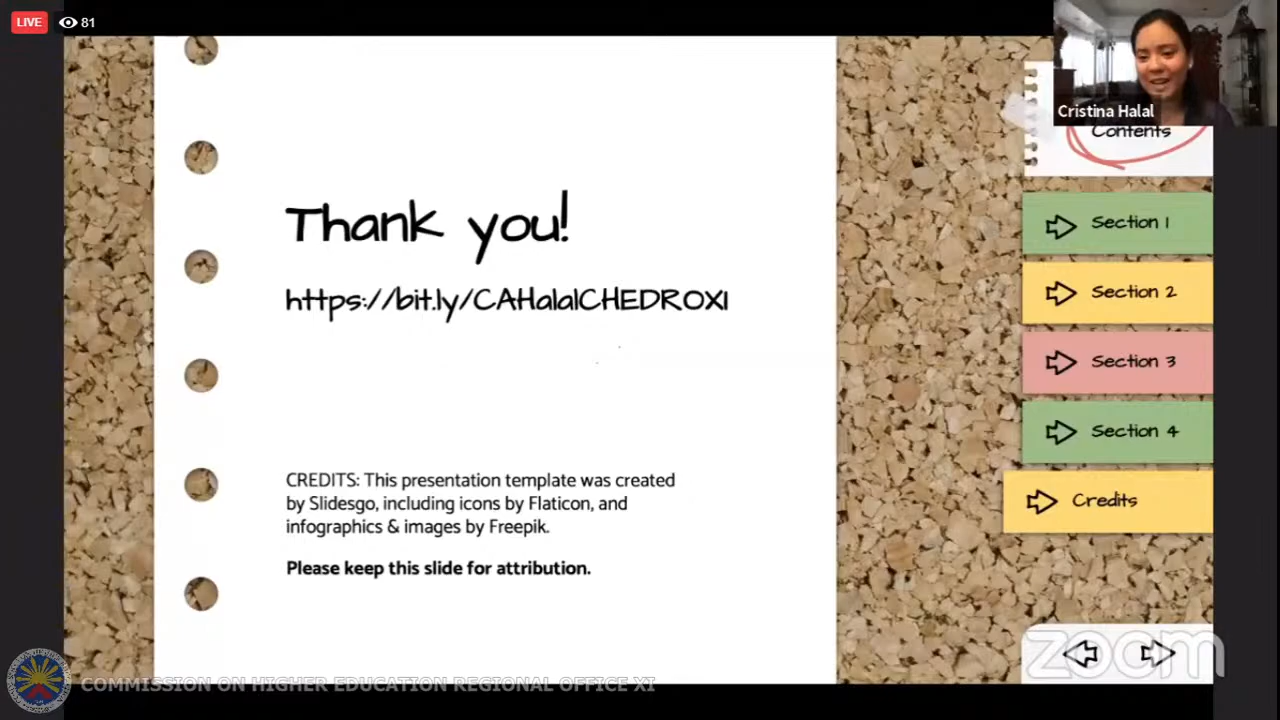 LIVE 81
Cristina Halal
Contents
Thank you!
https://bit.ly/CAHalalCHEDROXI
Section 1
Section 2
Section 3
Section 4
Credits
CREDITS: This presentation template was created
by Slidesgo, including icons by Flaticon, and
infographics & images by Freepik.
Please keep this slide for attribution.
zoom
COMMISSION ON HIGHER EDUCATION REGIONAL OFFICE XI